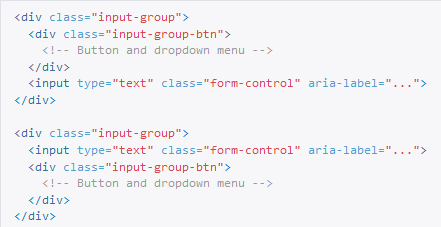 <div class="input-group">
  <div class="input-group-btn">
    <!-- Button and dropdown menu -->
  </div>
  <input type="text" class="form-control" aria-label="...">
</div>

<div class="input-group">
  <input type="text" class="form-control" aria-label="...">
  <div class="input-group-btn">
    <!-- Button and dropdown menu -->
  </div>
</div>